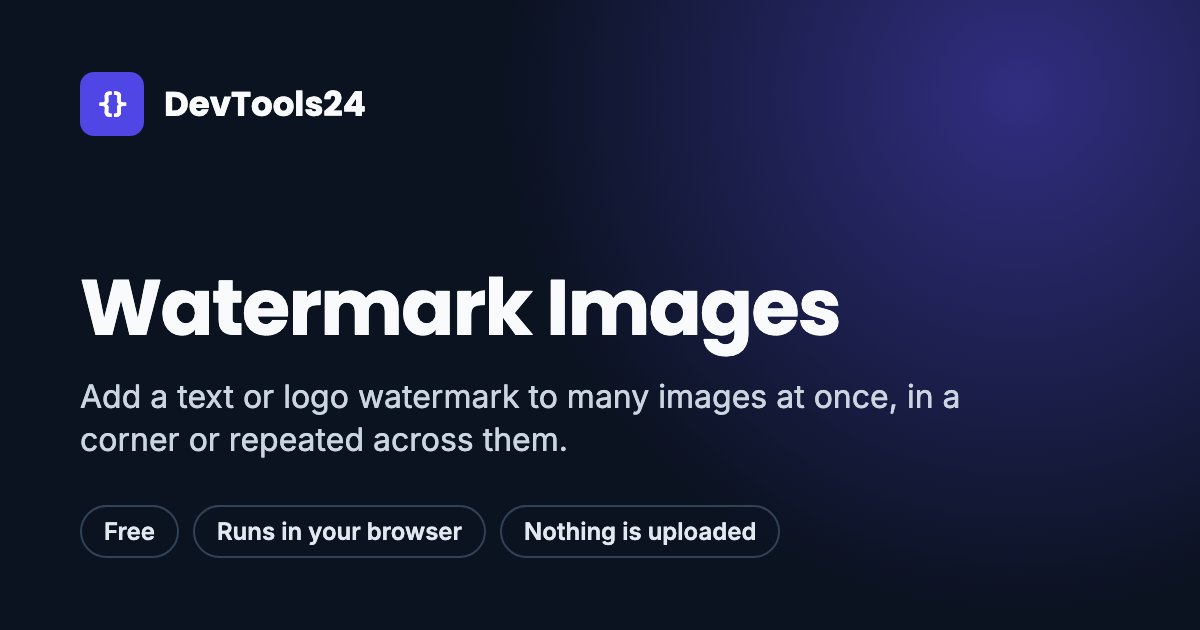 {}
DevTools24
Watermark Images
Add a text or logo watermark to many images at once, in a
corner or repeated across them.
Free
Runs in your browser
Nothing is uploaded